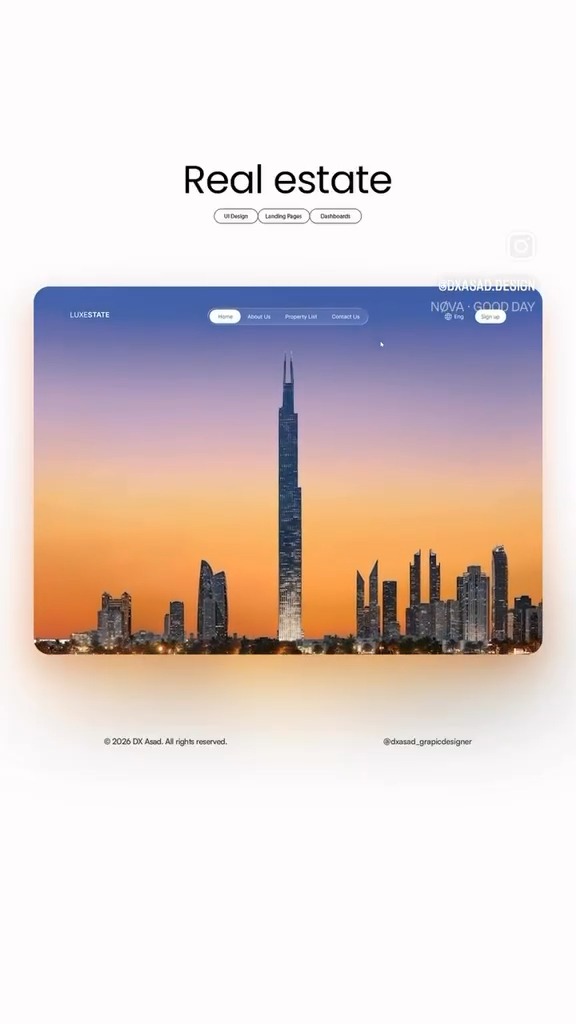 Real estate
UI Design
Landing Pages
Dashboards
@DXASAD.DESIGN
NØVA · GOOD DAY
LUXESTATE
Home
About Us
Property List
Contact Us
Eng
Sign up
© 2026 DX Asad. All rights reserved.
@dxasad_grapicdesigner